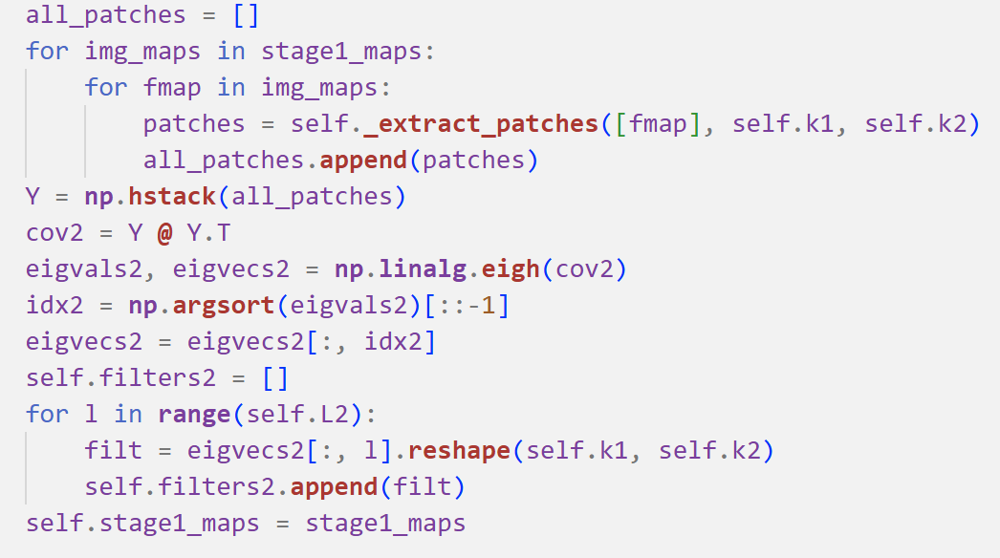 all_patches = []
for img_maps in stage1_maps:
    for fmap in img_maps:
        patches = self._extract_patches([fmap], self.k1, self.k2)
        all_patches.append(patches)
Y = np.hstack(all_patches)
cov2 = Y @ Y.T
eigvals2, eigvecs2 = np.linalg.eigh(cov2)
idx2 = np.argsort(eigvals2)[::-1]
eigvecs2 = eigvecs2[:, idx2]
self.filters2 = []
for l in range(self.L2):
    filt = eigvecs2[:, l].reshape(self.k1, self.k2)
    self.filters2.append(filt)
self.stage1_maps = stage1_maps